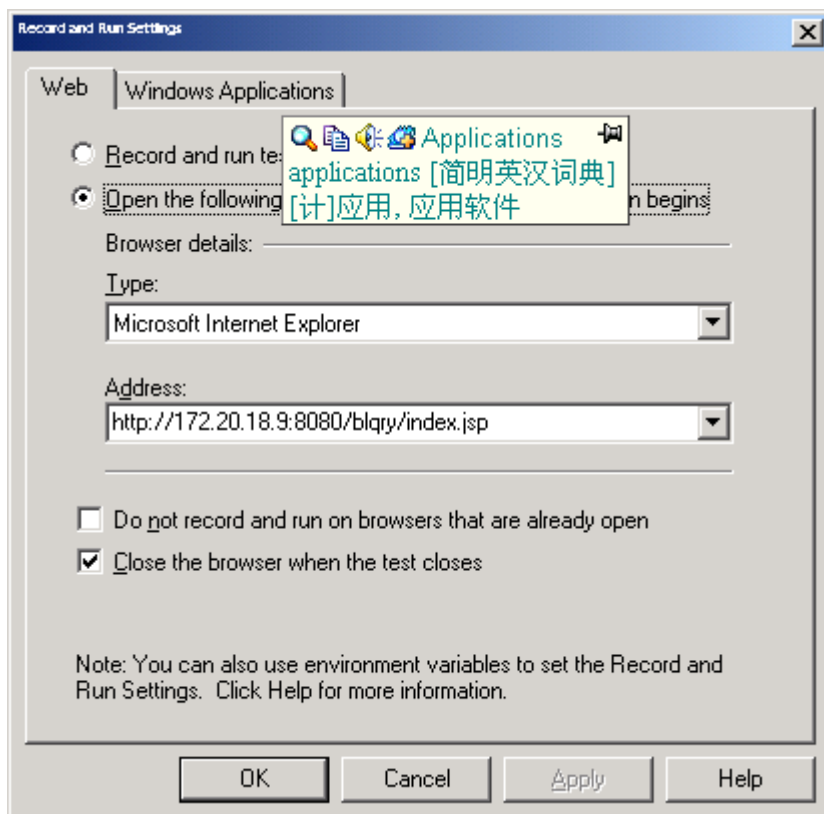 Record and Run Settings
Web
Windows Applications
Applications
applications [简明英汉词典]
[计]应用, 应用软件
Record and run te
Open the following
n begins
Browser details:
Type:
Microsoft Internet Explorer
Address:
http://172.20.18.9:8080/blqry/index.jsp
Do not record and run on browsers that are already open
Close the browser when the test closes
Note: You can also use environment variables to set the Record and
Run Settings.  Click Help for more information.
OK
Cancel
Apply
Help